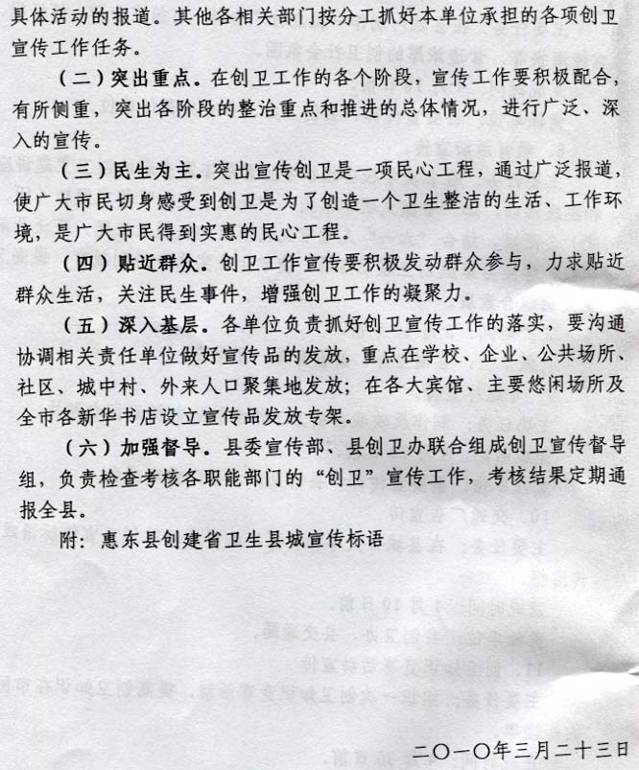 具体活动的报道。其他各相关部门按分工抓好本单位承担的各项创卫
宣传工作任务。
（二）突出重点。在创卫工作的各个阶段，宣传工作要积极配合，
有所侧重，突出各阶段的整治重点和推进的总体情况，进行广泛、深
入的宣传。
（三）民生为主。突出宣传创卫是一项民心工程，通过广泛报道，
使广大市民切身感受到创卫是为了创造一个卫生整洁的生活、工作环
境，是广大市民得到实惠的民心工程。
（四）贴近群众。创卫工作宣传要积极发动群众参与，力求贴近
群众生活，关注民生事件，增强创卫工作的凝聚力。
（五）深入基层。各单位负责抓好创卫宣传工作的落实，要沟通
协调相关责任单位做好宣传品的发放，重点在学校、企业、公共场所、
社区、城中村、外来人口聚集地发放；在各大宾馆、主要悠闲场所及
全市各新华书店设立宣传品发放专架。
（六）加强督导。县委宣传部、县创卫办联合组成创卫宣传督导
组，负责检查考核各职能部门的“创卫”宣传工作，考核结果定期通
报全县。
附：惠东县创建省卫生县城宣传标语
二〇一〇年三月二十三日